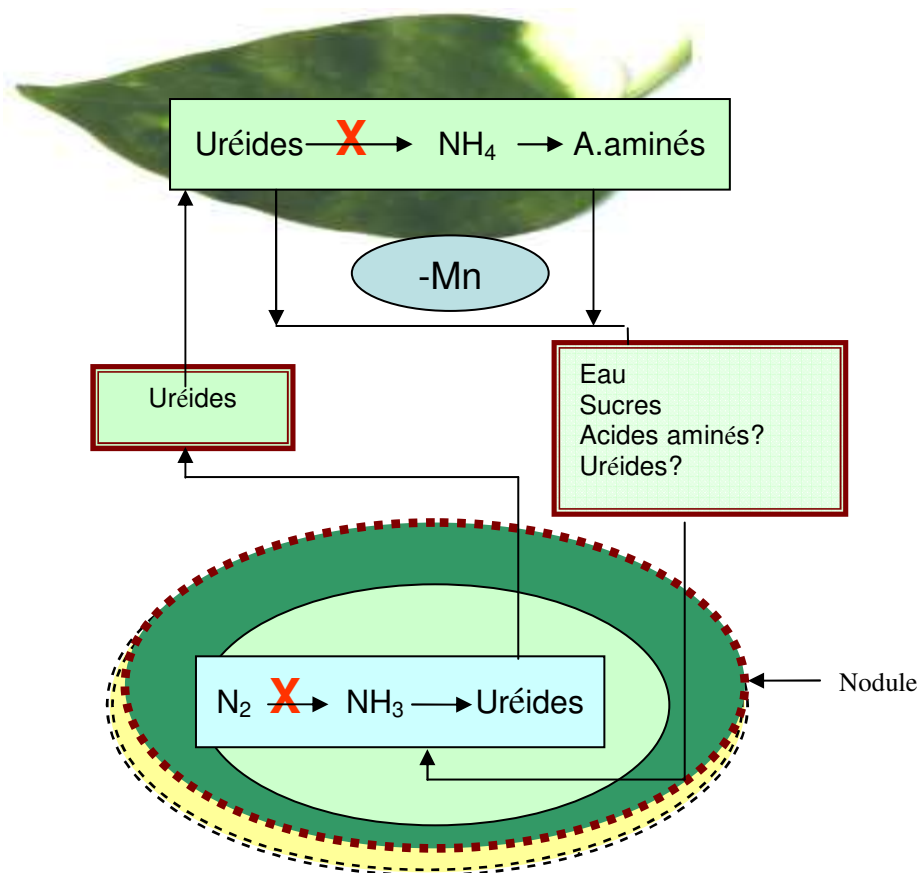 Uréides X NH₄ A.aminés
-Mn
Uréides
Eau
Sucres
Acides aminés?
Uréides?
N₂ X NH₃ Uréides
Nodule